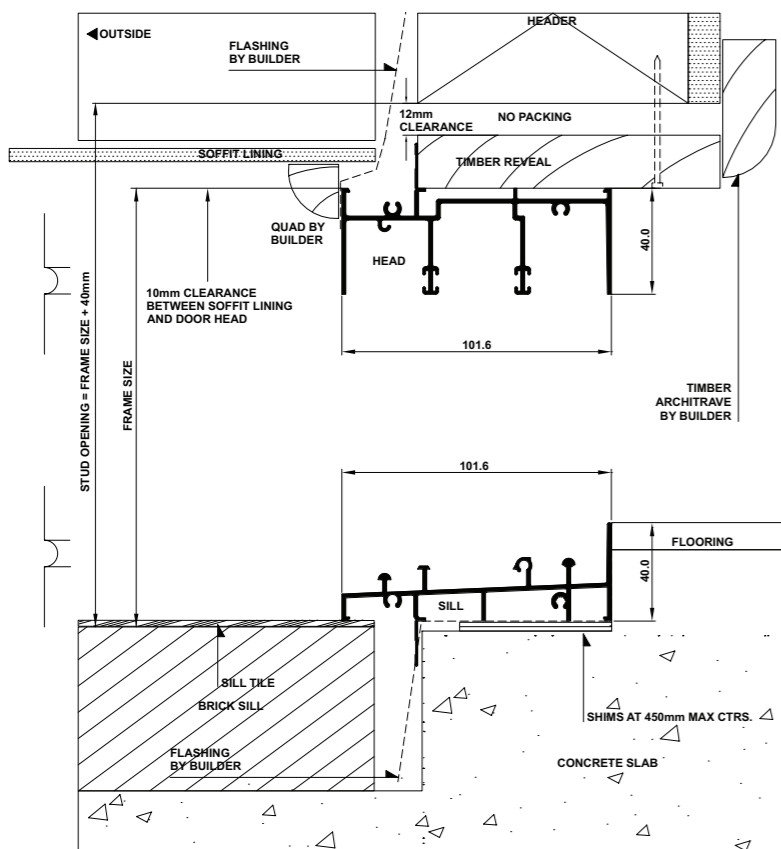 OUTSIDE
HEADER
FLASHING
BY BUILDER
12mm
CLEARANCE
NO PACKING
SOFFIT LINING
TIMBER REVEAL
QUAD BY
BUILDER
HEAD
40.0
10mm CLEARANCE
BETWEEN SOFFIT LINING
AND DOOR HEAD
101.6
STUD OPENING = FRAME SIZE + 40mm
FRAME SIZE
TIMBER
ARCHITRAVE
BY BUILDER
101.6
FLOORING
40.0
SILL
SILL TILE
BRICK SILL
SHIMS AT 450mm MAX CTRS.
FLASHING
BY BUILDER
CONCRETE SLAB